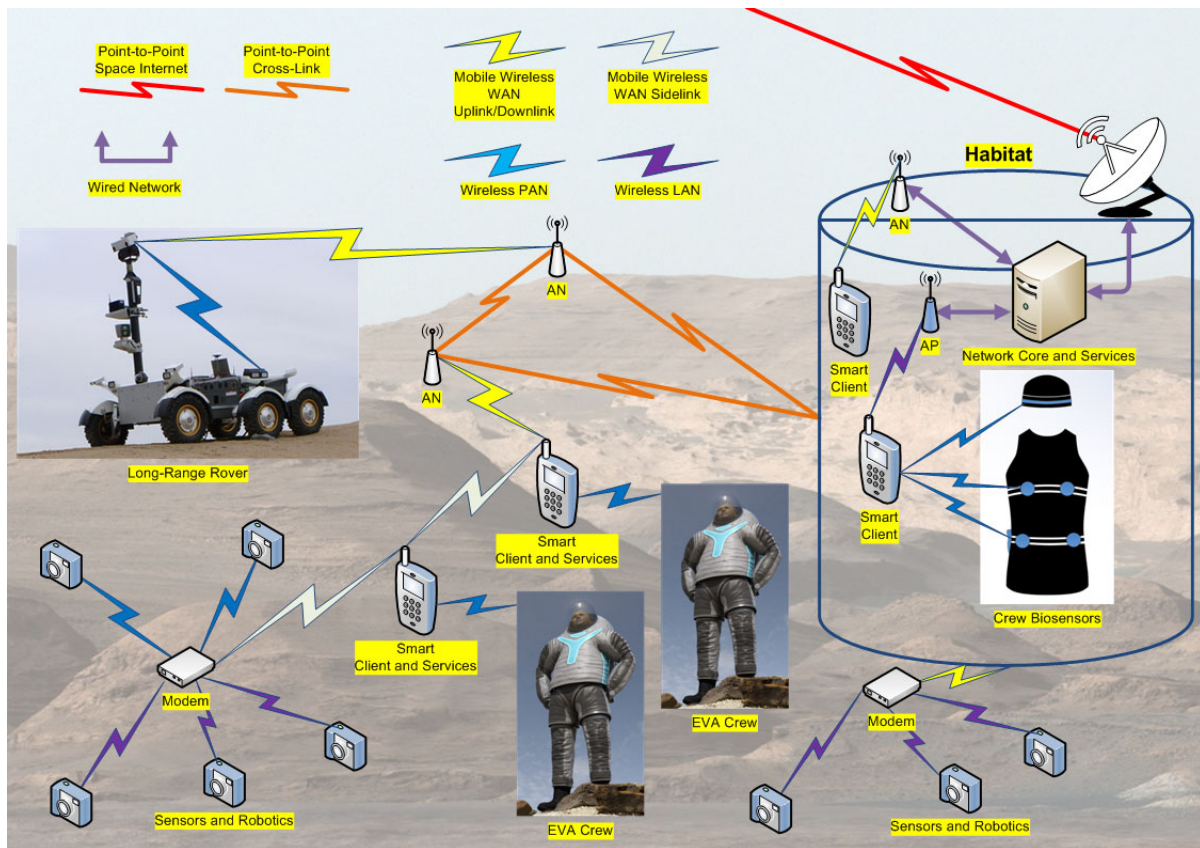 Point-to-Point
Space Internet
Point-to-Point
Cross-Link
Mobile Wireless
WAN
Uplink/Downlink
Mobile Wireless
WAN Sidelink
Wired Network
Wireless PAN
Wireless LAN
Habitat
AN
AN
AN
AP
Smart
Client
Network Core and Services
Long-Range Rover
Smart
Client and Services
Smart
Client
Crew Biosensors
Smart
Client and Services
Modem
EVA Crew
Modem
Sensors and Robotics
EVA Crew
Sensors and Robotics